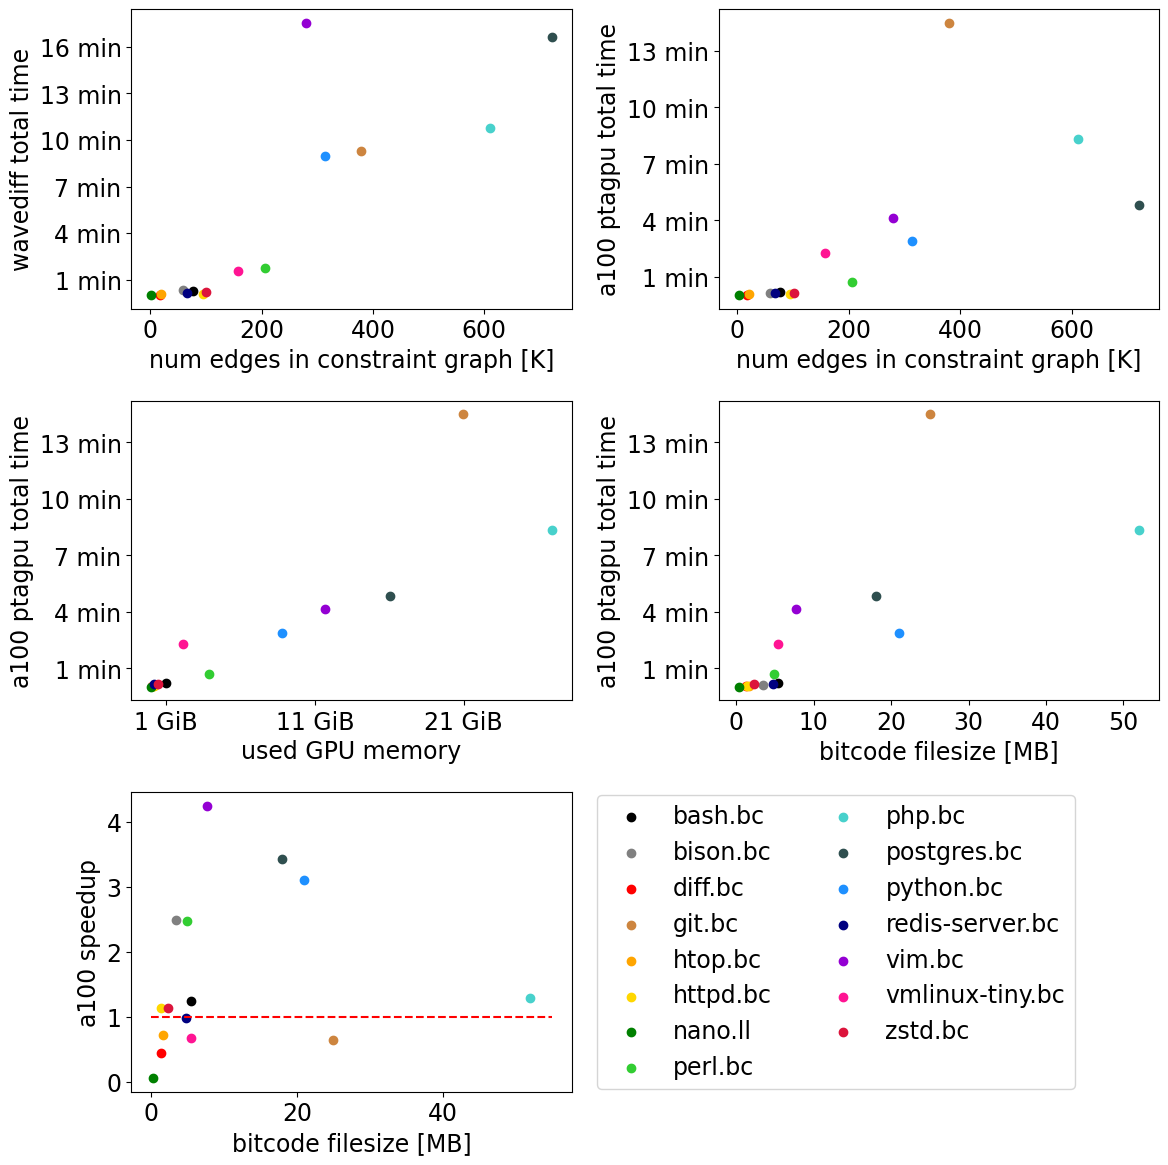 wavediff total time
16 min
13 min
10 min
7 min
4 min
1 min
0 200 400 600
num edges in constraint graph [K]
a100 ptagpu total time
13 min
10 min
7 min
4 min
1 min
0 200 400 600
num edges in constraint graph [K]
a100 ptagpu total time
13 min
10 min
7 min
4 min
1 min
1 GiB 11 GiB 21 GiB
used GPU memory
a100 ptagpu total time
13 min
10 min
7 min
4 min
1 min
0 10 20 30 40 50
bitcode filesize [MB]
a100 speedup
4
3
2
1
0
0 20 40
bitcode filesize [MB]
bash.bc
bison.bc
diff.bc
git.bc
htop.bc
httpd.bc
nano.ll
perl.bc
php.bc
postgres.bc
python.bc
redis-server.bc
vim.bc
vmlinux-tiny.bc
zstd.bc